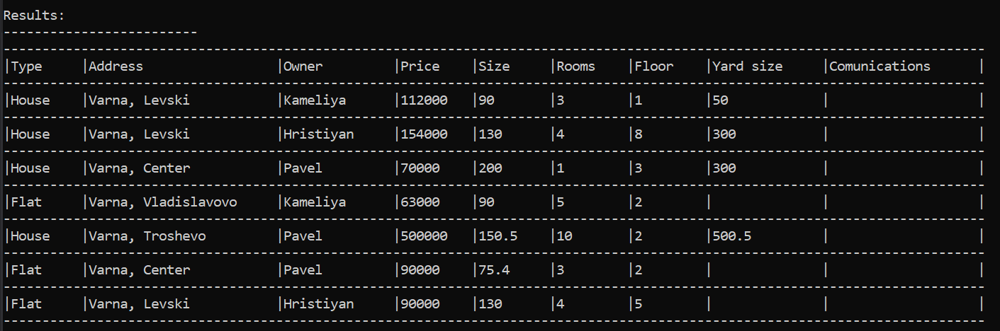 Results:
-------------------------
------------------------------------------------------------------------------------------------------------------------------
|Type     |Address                 |Owner         |Price    |Size     |Rooms    |Floor    |Yard size     |Comunications      |
------------------------------------------------------------------------------------------------------------------------------
|House    |Varna, Levski           |Kameliya      |112000   |90       |3        |1        |50            |                   |
------------------------------------------------------------------------------------------------------------------------------
|House    |Varna, Levski           |Hristiyan     |154000   |130      |4        |8        |300           |                   |
------------------------------------------------------------------------------------------------------------------------------
|House    |Varna, Center           |Pavel         |70000    |200      |1        |3        |300           |                   |
------------------------------------------------------------------------------------------------------------------------------
|Flat     |Varna, Vladislavovo     |Kameliya      |63000    |90       |5        |2        |              |                   |
------------------------------------------------------------------------------------------------------------------------------
|House    |Varna, Troshevo         |Pavel         |500000   |150.5    |10       |2        |500.5         |                   |
------------------------------------------------------------------------------------------------------------------------------
|Flat     |Varna, Center           |Pavel         |90000    |75.4     |3        |2        |              |                   |
------------------------------------------------------------------------------------------------------------------------------
|Flat     |Varna, Levski           |Hristiyan     |90000    |130      |4        |5        |              |                   |
------------------------------------------------------------------------------------------------------------------------------